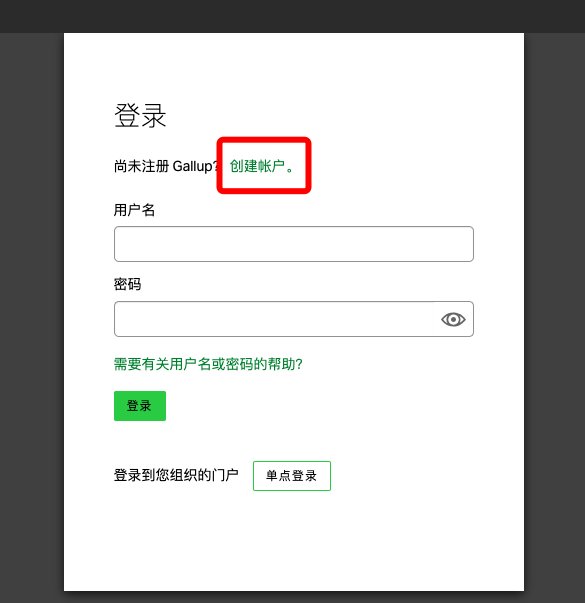 登录
尚未注册 Gallup? 创建帐户。
用户名
密码
需要有关用户名或密码的帮助?
登录
登录到您组织的门户 单点登录